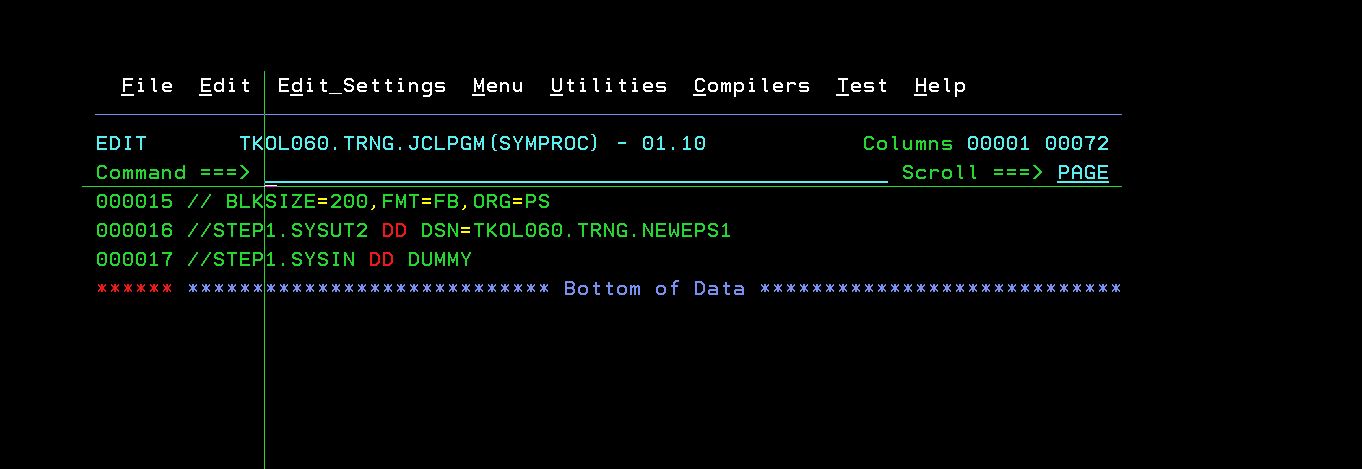 File Edit Edit_Settings Menu Utilities Compilers Test Help
EDIT TKOL060.TRNG.JCLPGM(SYMPROC) - 01.10 Columns 00001 00072
Command ===> Scroll ===> PAGE
000015 // BLKSIZE=200,FMT=FB,ORG=PS
000016 //STEP1.SYSUT2 DD DSN=TKOL060.TRNG.NEWEPS1
000017 //STEP1.SYSIN DD DUMMY
****** **************************** Bottom of Data ****************************